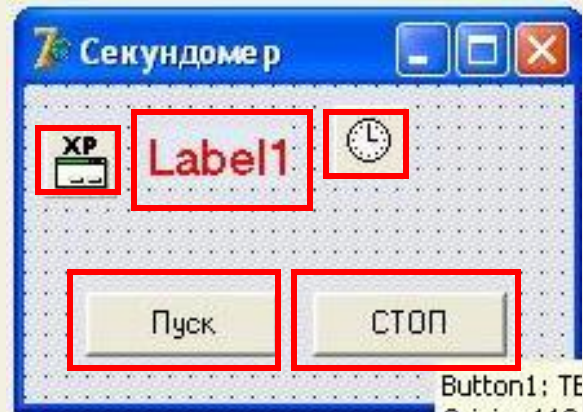 Секундомер
XP
Label1
Пуск
СТОП
Button1: TB